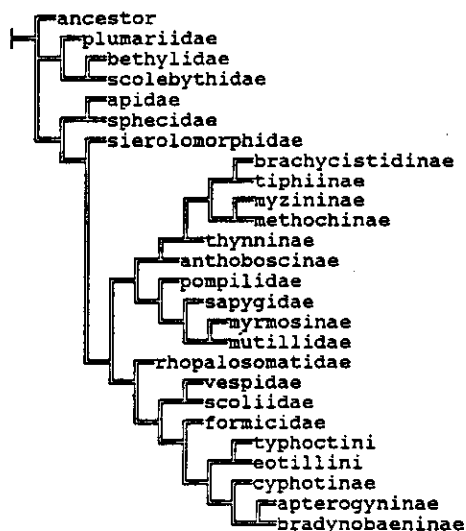 ancestor
plumariidae
bethylidae
scolebythidae
apidae
sphecidae
sierolomorphidae
brachycistidinae
tiphiinae
myzininae
methochinae
thynninae
anthoboscinae
pompilidae
sapygidae
myrmosinae
mutillidae
rhopalosomatidae
vespidae
scoliidae
formicidae
typhoctini
eotillini
cyphotinae
apterogyninae
bradynobaeninae